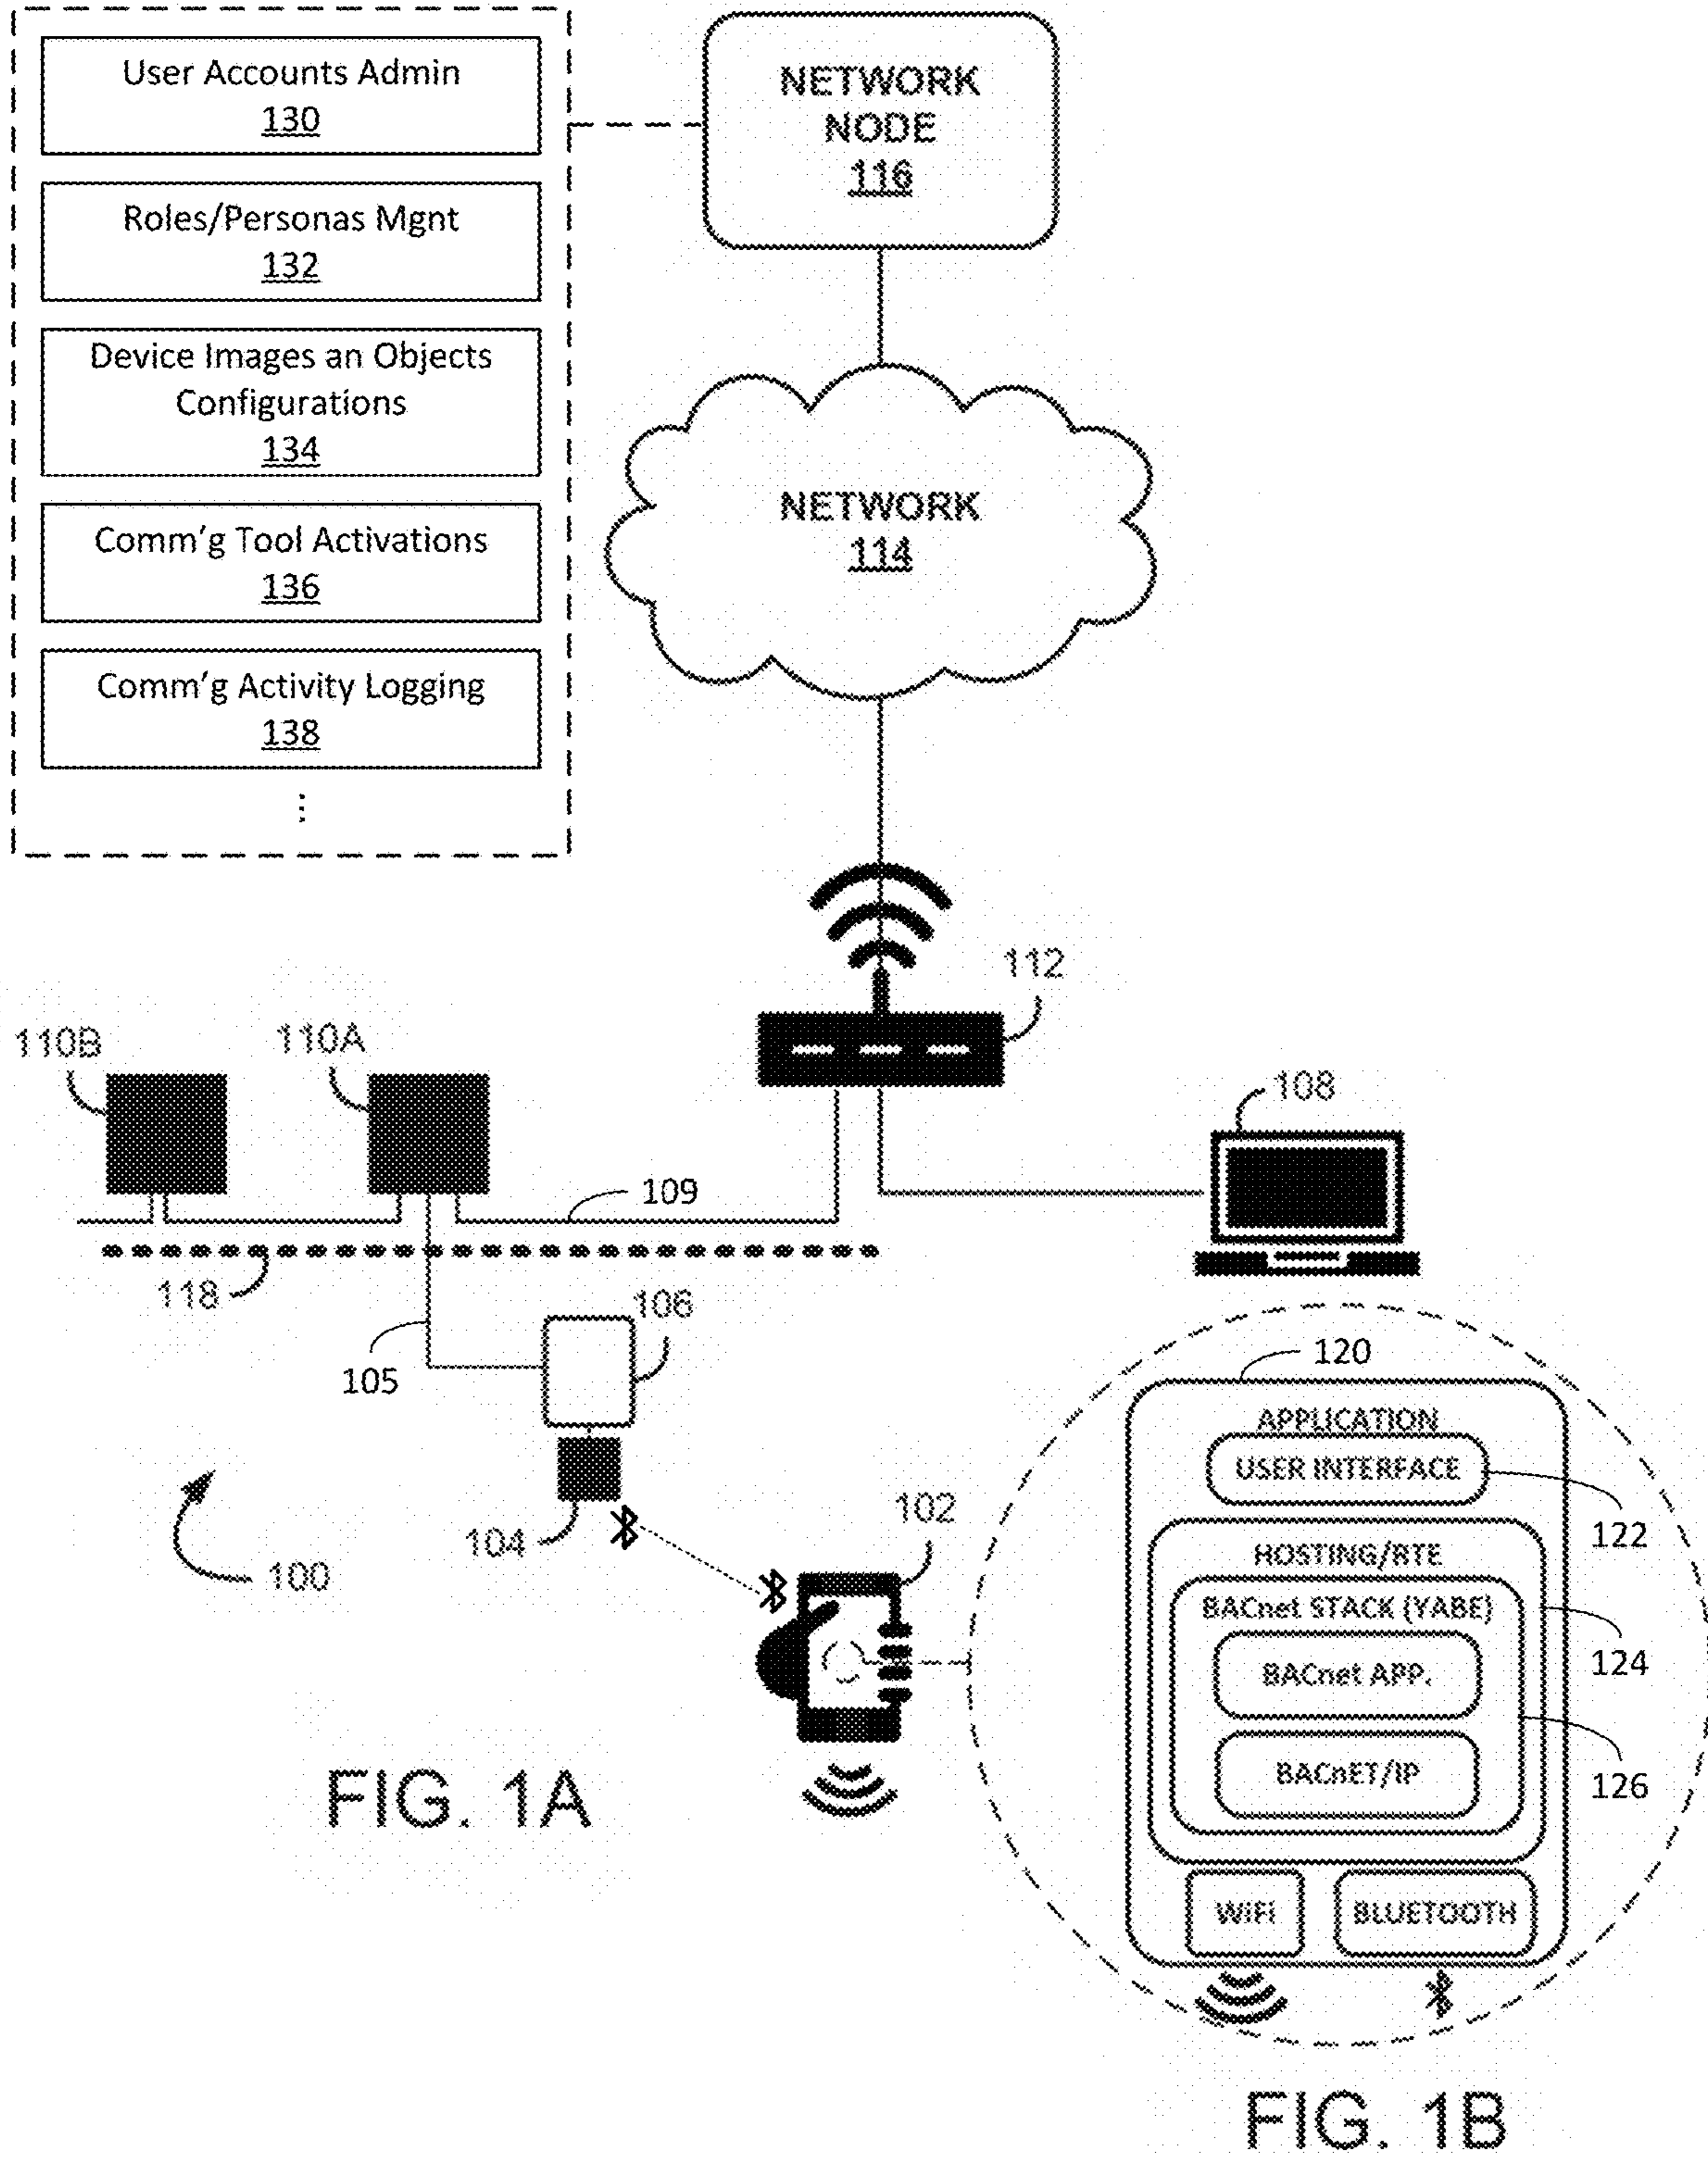 User Accounts Admin
130
Roles/Personas Mgnt
132
Device Images an Objects
Configurations
134
Comm'g Tool Activations
136
Comm'g Activity Logging
138
⋮
NETWORK
NODE
116
NETWORK
114
112
110B
110A
108
109
118
106
105
104
102
100
FIG. 1A
120
APPLICATION
USER INTERFACE
122
HOSTING/RTE
BACnet STACK (YABE)
124
BACnet APP.
BACnET/IP
126
WiFi
BLUETOOTH
FIG. 1B